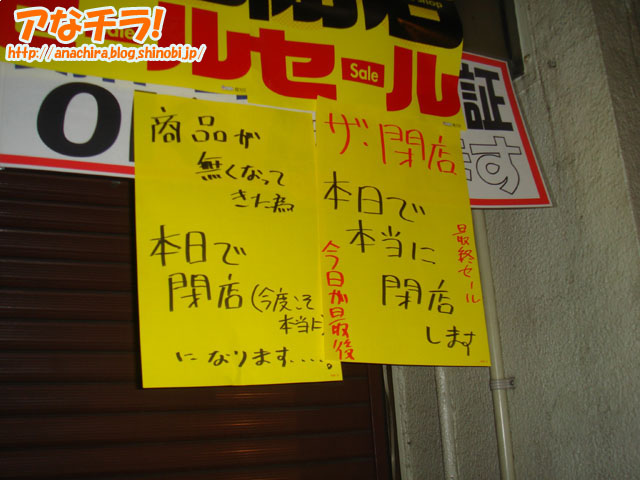 アなチラ!
http://anachira.blog.shinobi.jp/
Sale
セール
Sale
証
ます
商品が
無くなって
きた為
本日で
閉店(今度こそ
本当に)
になります.....。
ザ・閉店
本日で
本当に
閉店
します
最終セール
今日が最後